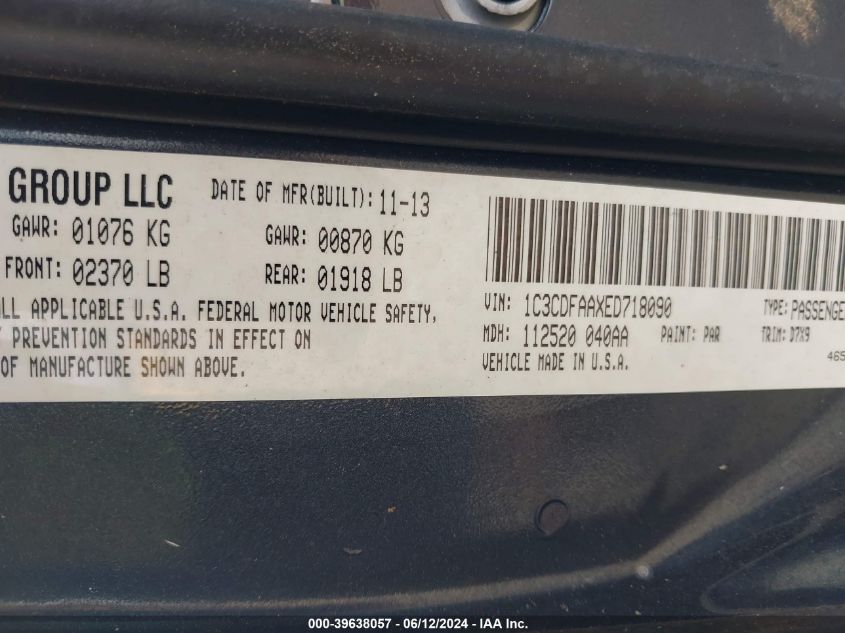 GROUP LLC DATE OF MFR(BUILT): 11-13
GAWR: 01076 KG GAWR: 00870 KG
FRONT: 02370 LB REAR: 01918 LB
ALL APPLICABLE U.S.A. FEDERAL MOTOR VEHICLE SAFETY,
PREVENTION STANDARDS IN EFFECT ON
OF MANUFACTURE SHOWN ABOVE.
VIN: 1C3CDFAAXED718090 TYPE: PASSENGE
MDH: 112520 040AA PAINT: PAR TRIM: D7X9
VEHICLE MADE IN U.S.A. 465
000-39638057 - 06/12/2024 - IAA Inc.